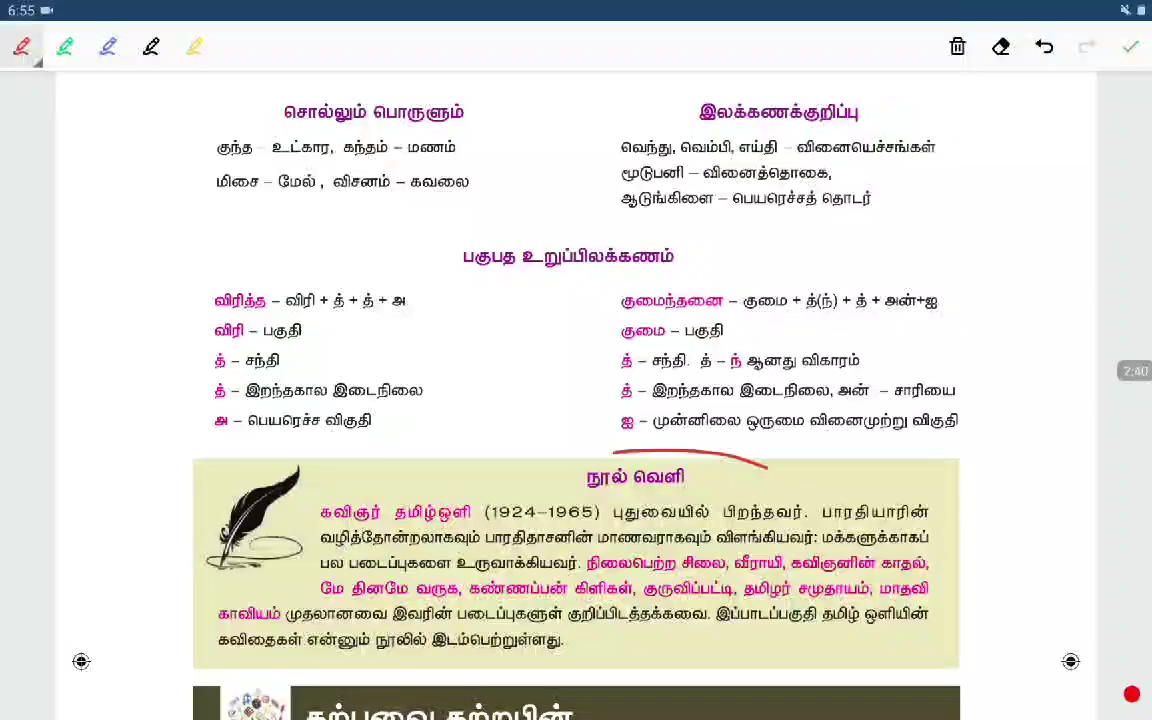 6:55
சொல்லும் பொருளும்
குந்த – உட்கார, கந்தம் – மணம்
மிசை – மேல் , விசனம் – கவலை
இலக்கணக்குறிப்பு
வெந்து, வெம்பி, எய்தி – வினையெச்சங்கள்
மூடுபனி – வினைத்தொகை,
ஆடுங்கிளை – பெயரெச்சத் தொடர்
பகுபத உறுப்பிலக்கணம்
விரித்த – விரி + த் + த் + அ
விரி – பகுதி
த் – சந்தி
த் – இறந்தகால இடைநிலை
அ – பெயரெச்ச விகுதி
குமைந்தனை – குமை + த்(ந்) + த் + அன்+ஐ
குமை – பகுதி
த் – சந்தி. த் – ந் ஆனது விகாரம்
த் – இறந்தகால இடைநிலை, அன் – சாரியை
ஐ – முன்னிலை ஒருமை வினைமுற்று விகுதி
2:40
நூல் வெளி
கவிஞர் தமிழ்ஒளி (1924–1965) புதுவையில் பிறந்தவர். பாரதியாரின்
வழித்தோன்றலாகவும் பாரதிதாசனின் மாணவராகவும் விளங்கியவர்; மக்களுக்காகப்
பல படைப்புகளை உருவாக்கியவர். நிலைபெற்ற சிலை, வீராயி, கவிஞனின் காதல்,
மே தினமே வருக, கண்ணப்பன் கிளிகள், குருவிப்பட்டி, தமிழர் சமுதாயம், மாதவி
காவியம் முதலானவை இவரின் படைப்புகளுள் குறிப்பிடத்தக்கவை. இப்பாடப்பகுதி தமிழ் ஒளியின்
கவிதைகள் என்னும் நூலில் இடம்பெற்றுள்ளது.
கற்பவை கற்றபின்